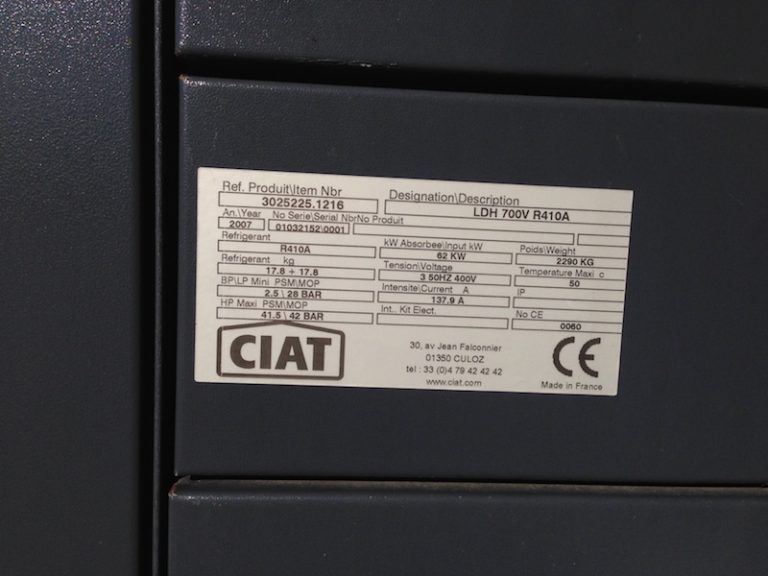 Ref. Produit\Item Nbr Designation\Description
3025225.1216 LDH 700V R410A
An.\Year No Serie\Serial Nbr No Produit
2007 01032152\0001
Refrigerant kW Absorbee\Input kW Poids\Weight
R410A 62 KW 2290 KG
Refrigerant kg Tension\Voltage Temperature Maxi c
17.8 + 17.8 3 50HZ 400V 50
BP\LP Mini PSM\MOP Intensite\Current A IP
2.5 \ 28 BAR 137.9 A
HP Maxi PSM\MOP Int.. Kit Elect. No CE
41.5 \ 42 BAR 0060
CIAT
30, av Jean Falconnier
01350 CULOZ
tel : 33 (0)4 79 42 42 42
www.ciat.com
CE
Made in France